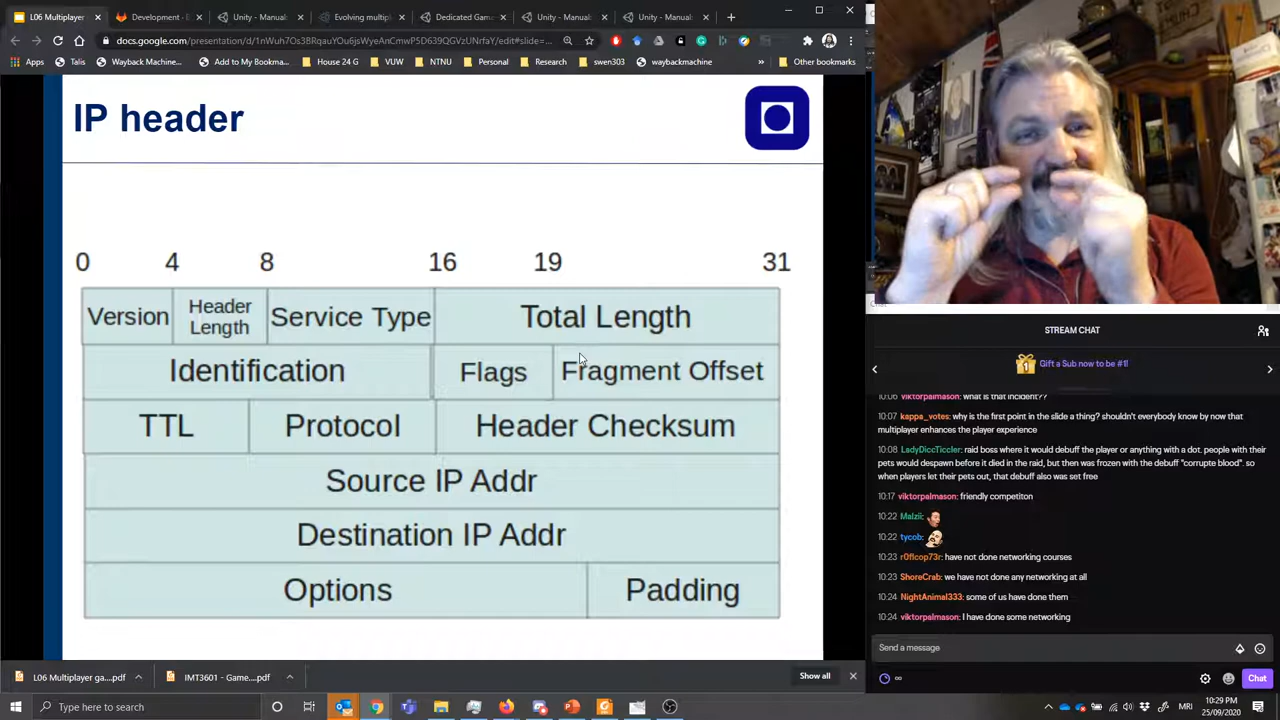 L06 Multiplayer
Development · B
Unity - Manual:
Evolving multip
Dedicated Game
Unity - Manual:
Unity - Manual:
docs.google.com/presentation/d/1nWuh7Os3BRqauYOu6jsWyeAnCmwP5D639QGVzUNrfaY/edit#slide=...
Apps
Talis
Wayback Machine...
Add to My Bookma...
House 24 G
VUW
NTNU
Personal
Research
swen303
waybackmachine
»
Other bookmarks
IP header
0 4 8 16 19 31
Version Header Length Service Type Total Length
Identification Flags Fragment Offset
TTL Protocol Header Checksum
Source IP Addr
Destination IP Addr
Options Padding
STREAM CHAT
1 Gift a Sub now to be #1!
10:06 viktorpalmason: what is that incident??
10:07 kappa_votes: why is the first point in the slide a thing? shouldn't everybody know by now that
multiplayer enhances the player experience
10:08 LadyDiccTiccler: raid boss where it would debuff the player or anything with a dot. people with their
pets would despawn before it died in the raid, but then was frozen with the debuff "corrupte blood". so
when players let their pets out, that debuff also was set free
10:17 viktorpalmason: friendly competiton
10:22 Malzii:
10:22 tycob:
10:23 r0flcop73r: have not done networking courses
10:23 ShoreCrab: we have not done any networking at all
10:24 NightAnimal333: some of us have done them
10:24 viktorpalmason: I have done some networking
Send a message
∞
Chat
L06 Multiplayer ga....pdf
IMT3601 - Game....pdf
Show all
Type here to search
MRI
10:29 PM
25/09/2020